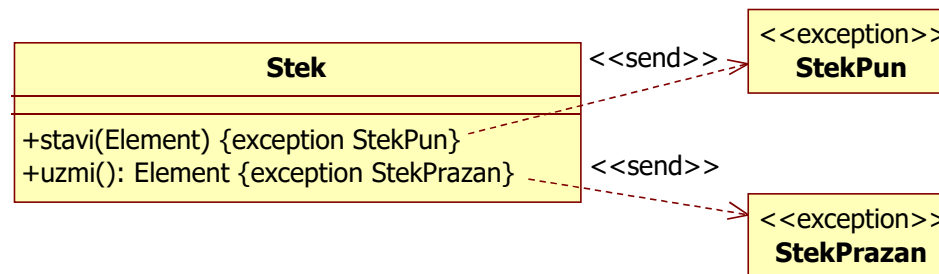 <<exception>>
StekPun
<<send>>
Stek
+stavi(Element) {exception StekPun}
+uzmi(): Element {exception StekPrazan}
<<send>>
<<exception>>
StekPrazan